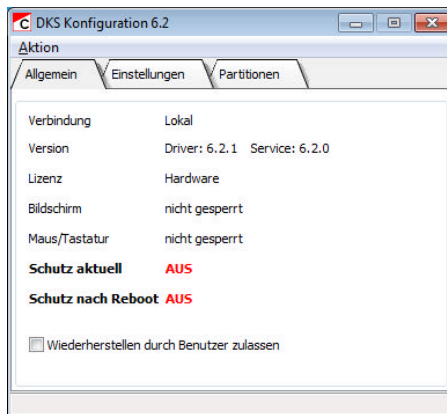 DKS Konfiguration 6.2
Aktion
Allgemein Einstellungen Partitionen
Verbindung Lokal
Version Driver: 6.2.1 Service: 6.2.0
Lizenz Hardware
Bildschirm nicht gesperrt
Maus/Tastatur nicht gesperrt
Schutz aktuell AUS
Schutz nach Reboot AUS
Wiederherstellen durch Benutzer zulassen